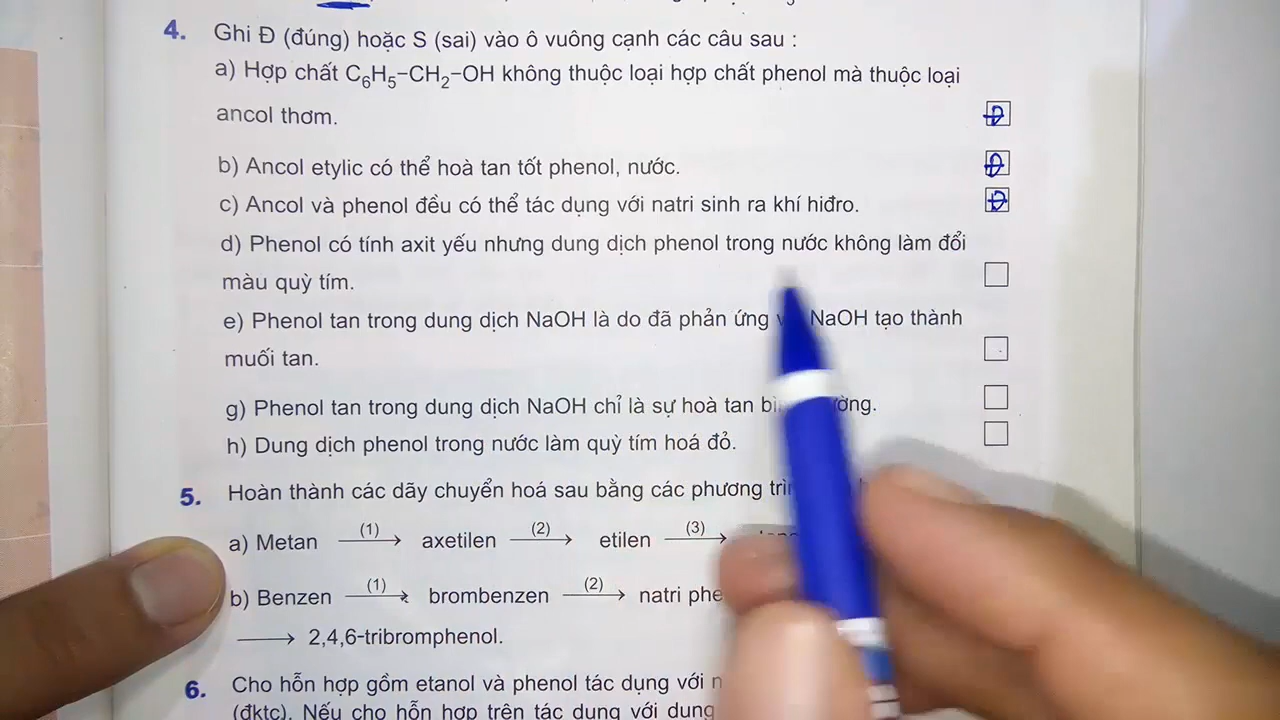 4. Ghi Đ (đúng) hoặc S (sai) vào ô vuông cạnh các câu sau :
a) Hợp chất C₆H₅–CH₂–OH không thuộc loại hợp chất phenol mà thuộc loại
ancol thơm. Đ
b) Ancol etylic có thể hoà tan tốt phenol, nước. Đ
c) Ancol và phenol đều có thể tác dụng với natri sinh ra khí hiđro. Đ
d) Phenol có tính axit yếu nhưng dung dịch phenol trong nước không làm đổi
màu quỳ tím.
e) Phenol tan trong dung dịch NaOH là do đã phản ứng NaOH tạo thành
muối tan.
g) Phenol tan trong dung dịch NaOH chỉ là sự hoà tan
h) Dung dịch phenol trong nước làm quỳ tím hoá đỏ.
5. Hoàn thành các dãy chuyển hoá sau bằng các phương
a) Metan (1)→ axetilen (2)→ etilen (3)→
b) Benzen (1)→ brombenzen (2)→ natri
→ 2,4,6-tribromphenol.
6. Cho hỗn hợp gồm etanol và phenol tác dụng với
(đktc). Nếu cho hỗn hợp trên tác dụng với dung